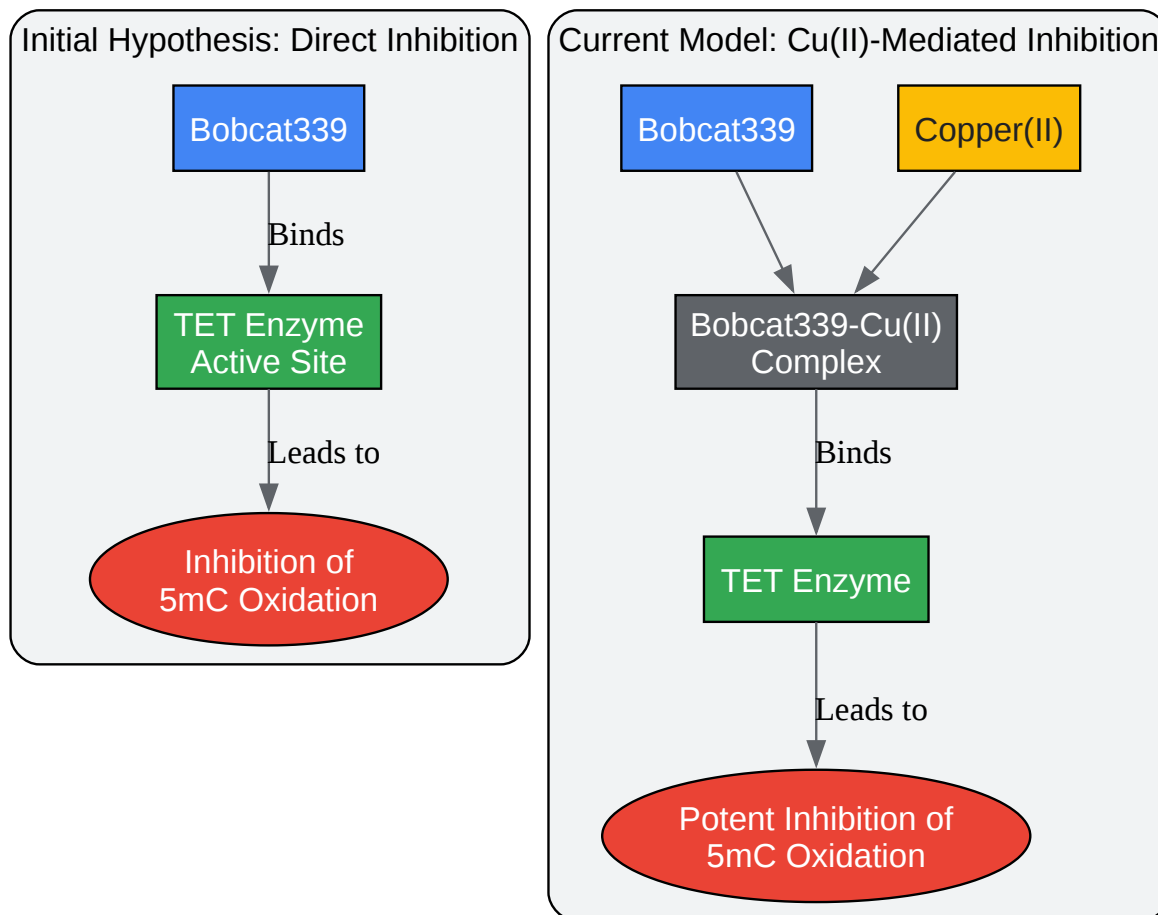 Initial Hypothesis: Direct Inhibition
Bobcat339
Binds
TET Enzyme
Active Site
Leads to
Inhibition of
5mC Oxidation
Current Model: Cu(II)-Mediated Inhibition
Bobcat339
Copper(II)
Bobcat339-Cu(II)
Complex
Binds
TET Enzyme
Leads to
Potent Inhibition of
5mC Oxidation